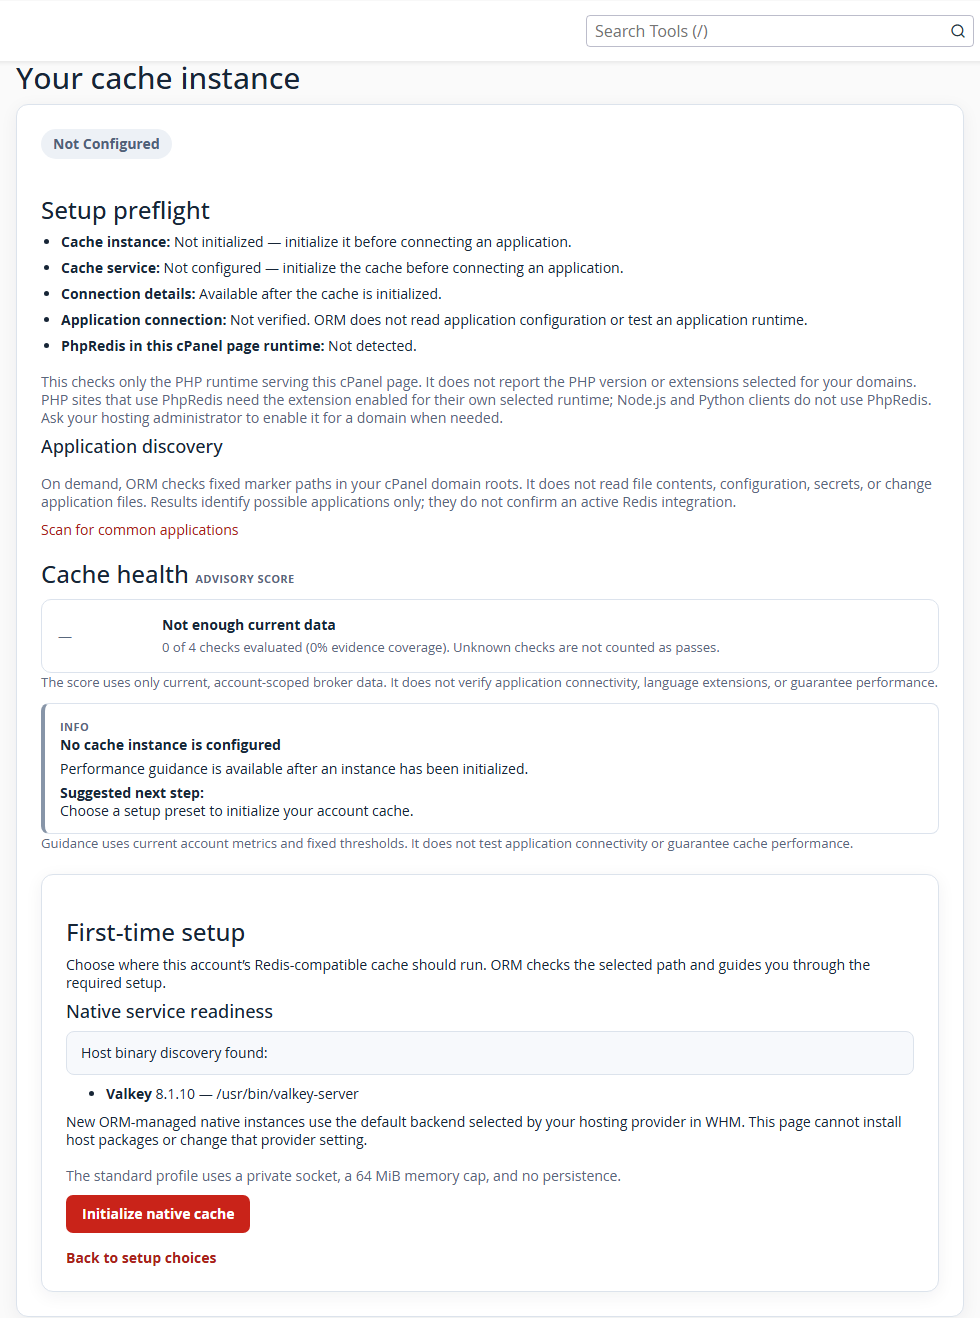 Search Tools (/)
Your cache instance
Not Configured
Setup preflight
• Cache instance: Not initialized — initialize it before connecting an application.
• Cache service: Not configured — initialize the cache before connecting an application.
• Connection details: Available after the cache is initialized.
• Application connection: Not verified. ORM does not read application configuration or test an application runtime.
• PhpRedis in this cPanel page runtime: Not detected.
This checks only the PHP runtime serving this cPanel page. It does not report the PHP version or extensions selected for your domains.
PHP sites that use PhpRedis need the extension enabled for their own selected runtime; Node.js and Python clients do not use PhpRedis.
Ask your hosting administrator to enable it for a domain when needed.
Application discovery
On demand, ORM checks fixed marker paths in your cPanel domain roots. It does not read file contents, configuration, secrets, or change
application files. Results identify possible applications only; they do not confirm an active Redis integration.
Scan for common applications
Cache health ADVISORY SCORE
—
Not enough current data
0 of 4 checks evaluated (0% evidence coverage). Unknown checks are not counted as passes.
The score uses only current, account-scoped broker data. It does not verify application connectivity, language extensions, or guarantee performance.
INFO
No cache instance is configured
Performance guidance is available after an instance has been initialized.
Suggested next step:
Choose a setup preset to initialize your account cache.
Guidance uses current account metrics and fixed thresholds. It does not test application connectivity or guarantee cache performance.
First-time setup
Choose where this account’s Redis-compatible cache should run. ORM checks the selected path and guides you through the
required setup.
Native service readiness
Host binary discovery found:
• Valkey 8.1.10 — /usr/bin/valkey-server
New ORM-managed native instances use the default backend selected by your hosting provider in WHM. This page cannot install
host packages or change that provider setting.
The standard profile uses a private socket, a 64 MiB memory cap, and no persistence.
Initialize native cache
Back to setup choices